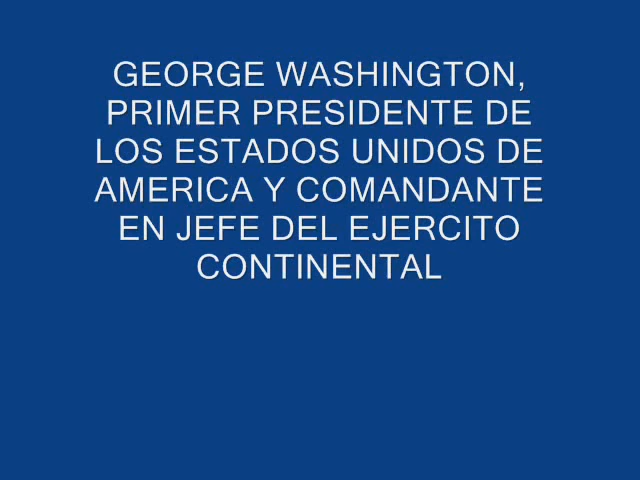 GEORGE WASHINGTON,
PRIMER PRESIDENTE DE
LOS ESTADOS UNIDOS DE
AMERICA Y COMANDANTE
EN JEFE DEL EJERCITO
CONTINENTAL